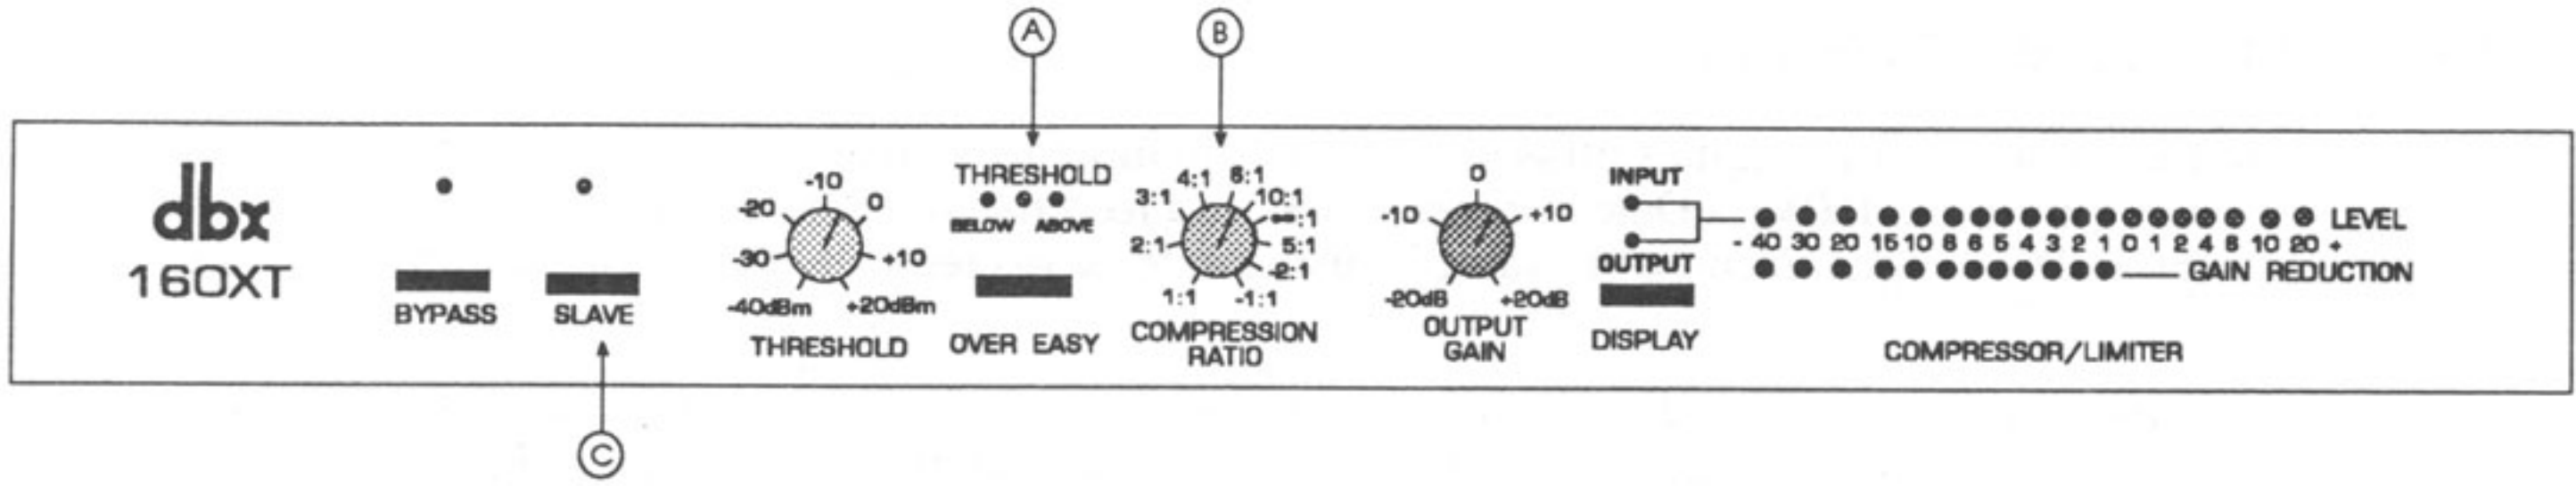 A B
dbx
160XT
BYPASS
SLAVE
-40dBm -30 -20 -10 0 +10 +20dBm
THRESHOLD
THRESHOLD
BELOW ABOVE
OVER EASY
1:1 2:1 3:1 4:1 6:1 10:1 ∞:1 5:1 -2:1 -1:1
COMPRESSION
RATIO
-20dB -10 0 +10 +20dB
OUTPUT
GAIN
INPUT
OUTPUT
DISPLAY
LEVEL
- 40 30 20 15 10 8 6 5 4 3 2 1 0 1 2 4 6 10 20 +
GAIN REDUCTION
COMPRESSOR/LIMITER
C